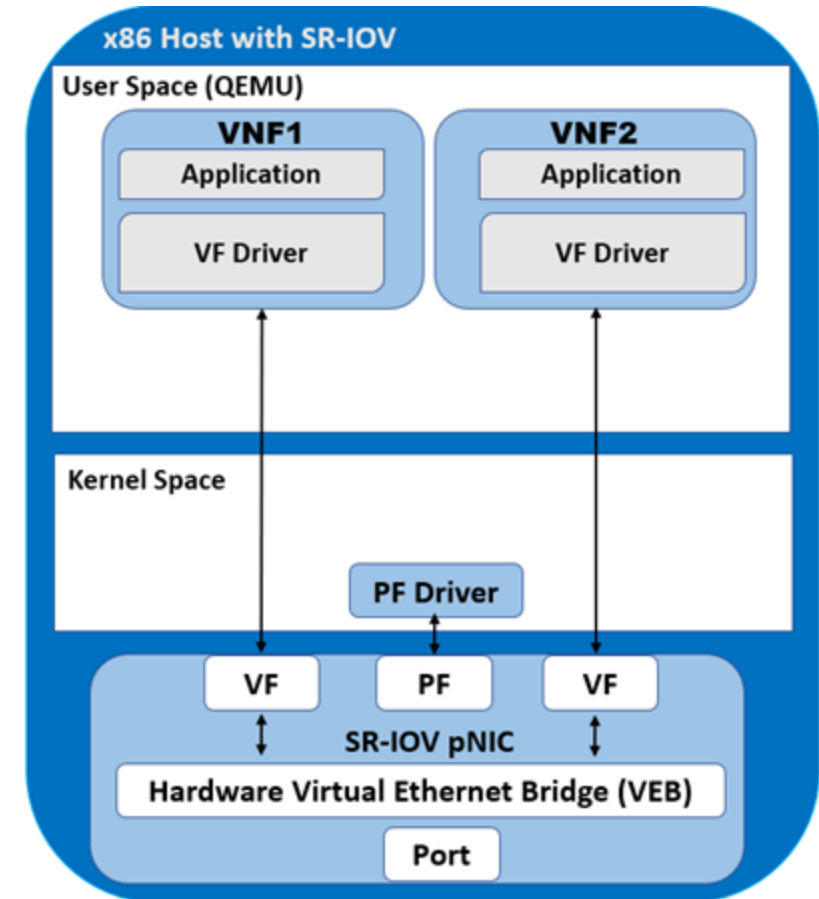 x86 Host with SR-IOV
User Space (QEMU)
VNF1
VNF2
Application
Application
VF Driver
VF Driver
Kernel Space
PF Driver
VF
PF
VF
SR-IOV pNIC
Hardware Virtual Ethernet Bridge (VEB)
Port